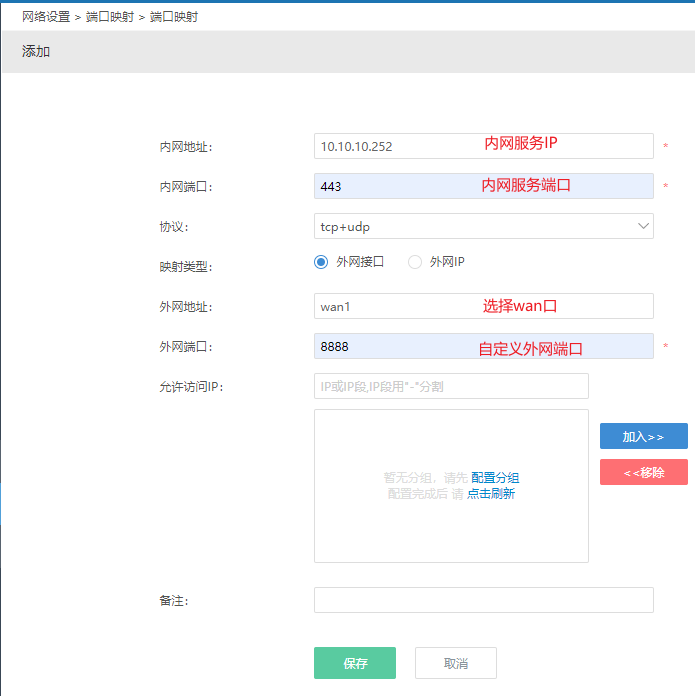 网络设置 > 端口映射 > 端口映射
添加
内网地址: 10.10.10.252 内网服务IP *
内网端口: 443 内网服务端口 *
协议: tcp+udp
映射类型: 外网接口 外网IP
外网地址: wan1 选择wan口
外网端口: 8888 自定义外网端口 *
允许访问IP: IP或IP段,IP段用"-"分割
加入>>
<<移除
暂无分组，请先 配置分组
配置完成后 请 点击刷新
备注:
保存 取消